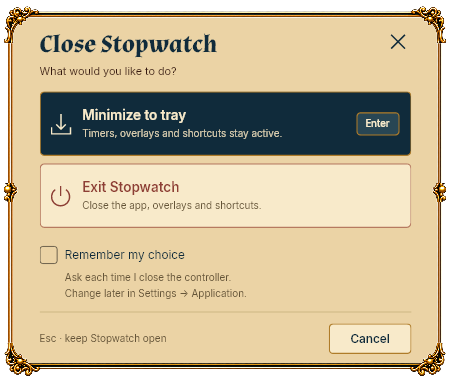 Close Stopwatch
What would you like to do?
Minimize to tray
Timers, overlays and shortcuts stay active.
Enter
Exit Stopwatch
Close the app, overlays and shortcuts.
Remember my choice
Ask each time I close the controller.
Change later in Settings → Application.
Esc · keep Stopwatch open
Cancel